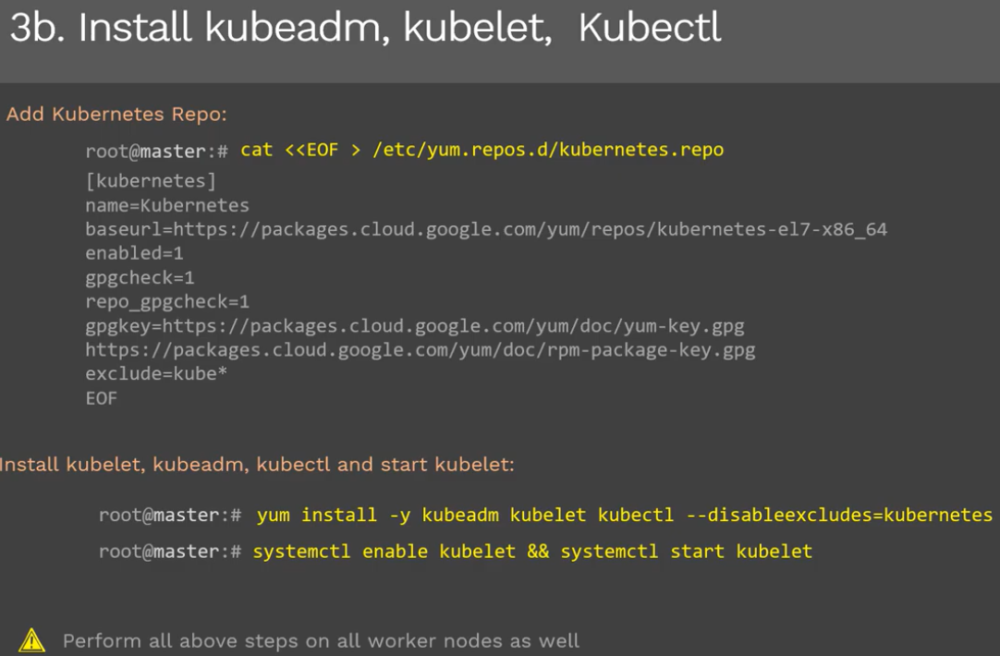 3b. Install kubeadm, kubelet, Kubectl
Add Kubernetes Repo:
root@master:# cat <<EOF > /etc/yum.repos.d/kubernetes.repo
[kubernetes]
name=Kubernetes
baseurl=https://packages.cloud.google.com/yum/repos/kubernetes-el7-x86_64
enabled=1
gpgcheck=1
repo_gpgcheck=1
gpgkey=https://packages.cloud.google.com/yum/doc/yum-key.gpg
https://packages.cloud.google.com/yum/doc/rpm-package-key.gpg
exclude=kube*
EOF
Install kubelet, kubeadm, kubectl and start kubelet:
root@master:# yum install -y kubeadm kubelet kubectl --disableexcludes=kubernetes
root@master:# systemctl enable kubelet && systemctl start kubelet
Perform all above steps on all worker nodes as well